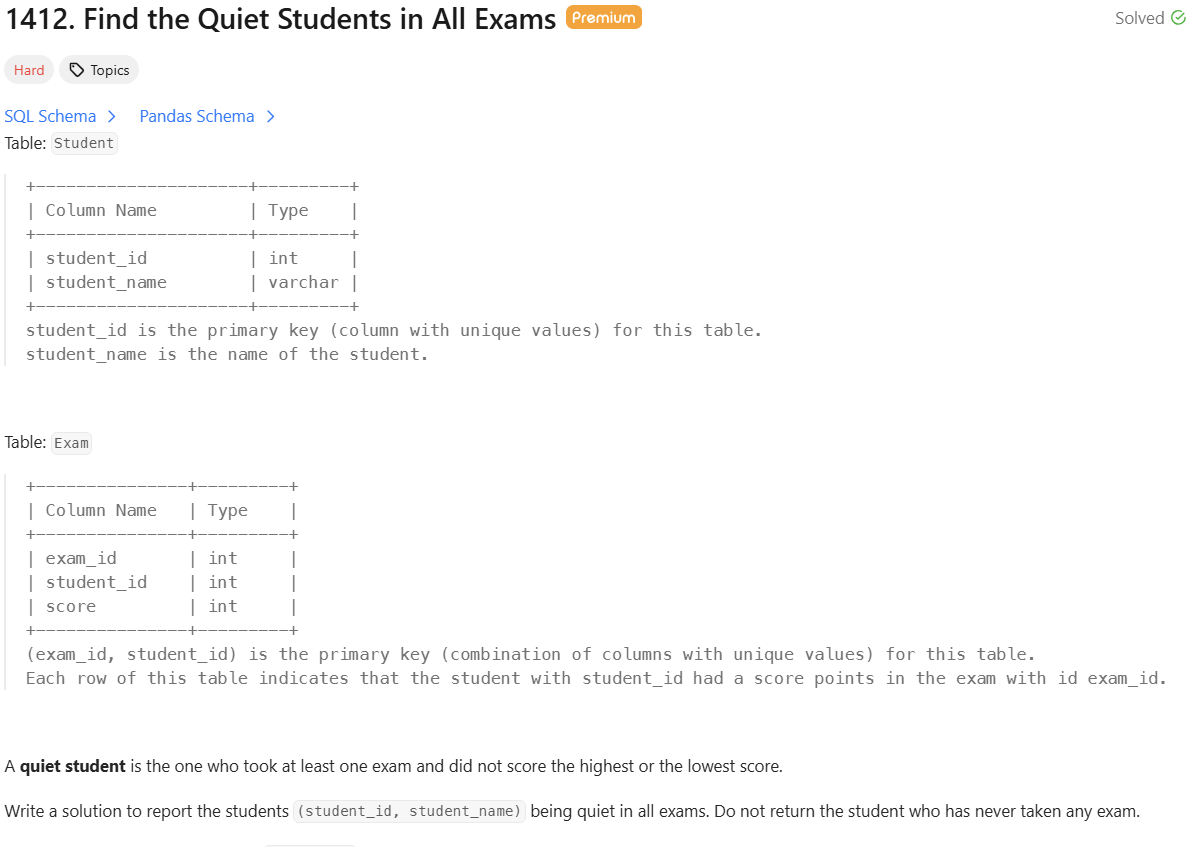 1412. Find the Quiet Students in All Exams Premium Solved
Hard Topics
SQL Schema > Pandas Schema >
Table: Student
+---------------------+---------+
| Column Name         | Type    |
+---------------------+---------+
| student_id          | int     |
| student_name        | varchar |
+---------------------+---------+
student_id is the primary key (column with unique values) for this table.
student_name is the name of the student.
Table: Exam
+---------------+---------+
| Column Name   | Type    |
+---------------+---------+
| exam_id       | int     |
| student_id    | int     |
| score         | int     |
+---------------+---------+
(exam_id, student_id) is the primary key (combination of columns with unique values) for this table.
Each row of this table indicates that the student with student_id had a score points in the exam with id exam_id.
A quiet student is the one who took at least one exam and did not score the highest or the lowest score.
Write a solution to report the students (student_id, student_name) being quiet in all exams. Do not return the student who has never taken any exam.